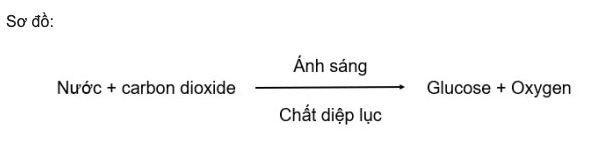 Sơ đồ:
Ánh sáng
Nước + carbon dioxide Glucose + Oxygen
Chất diệp lục